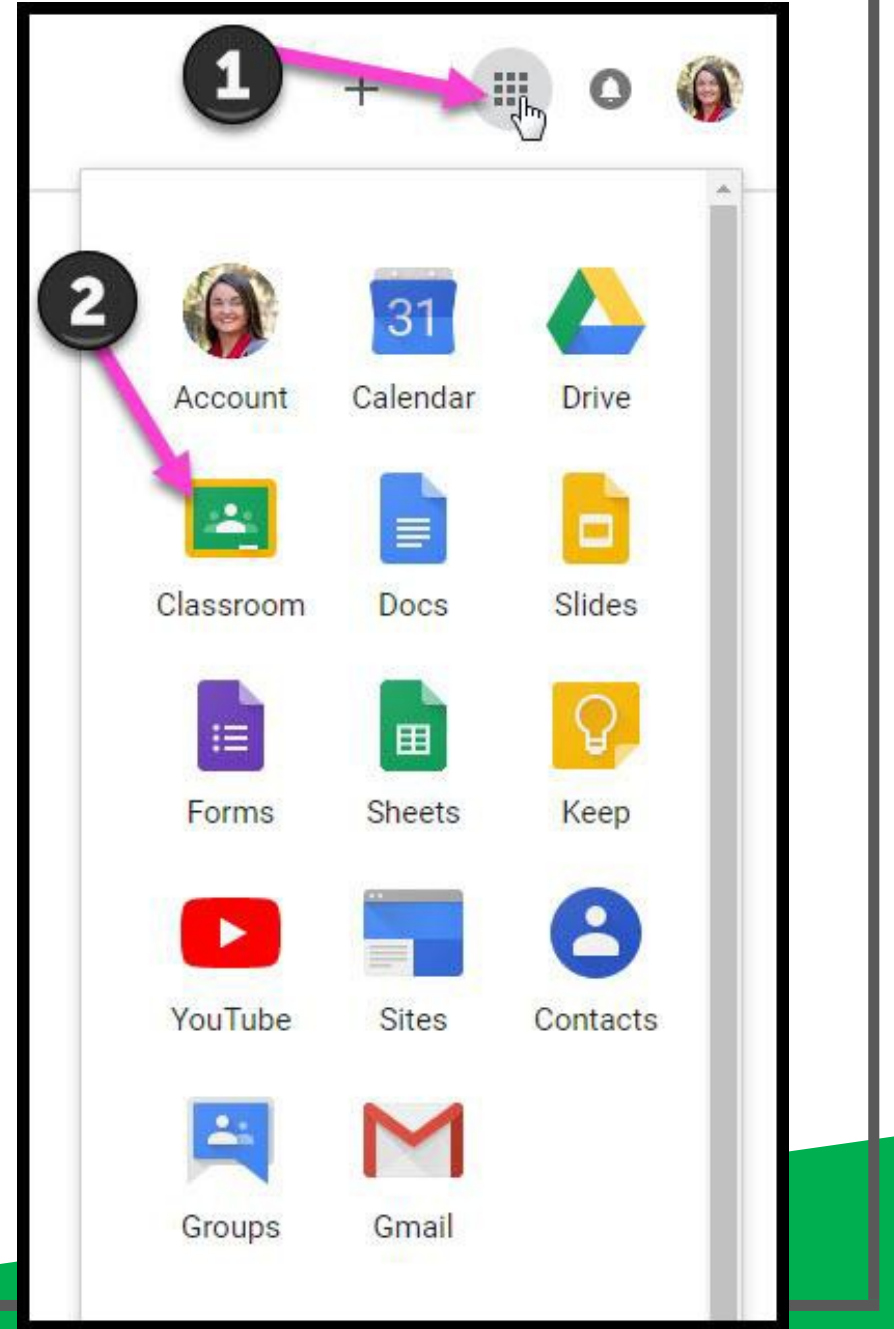 1
2
31
Account Calendar Drive
Classroom Docs Slides
Forms Sheets Keep
YouTube Sites Contacts
Groups Gmail